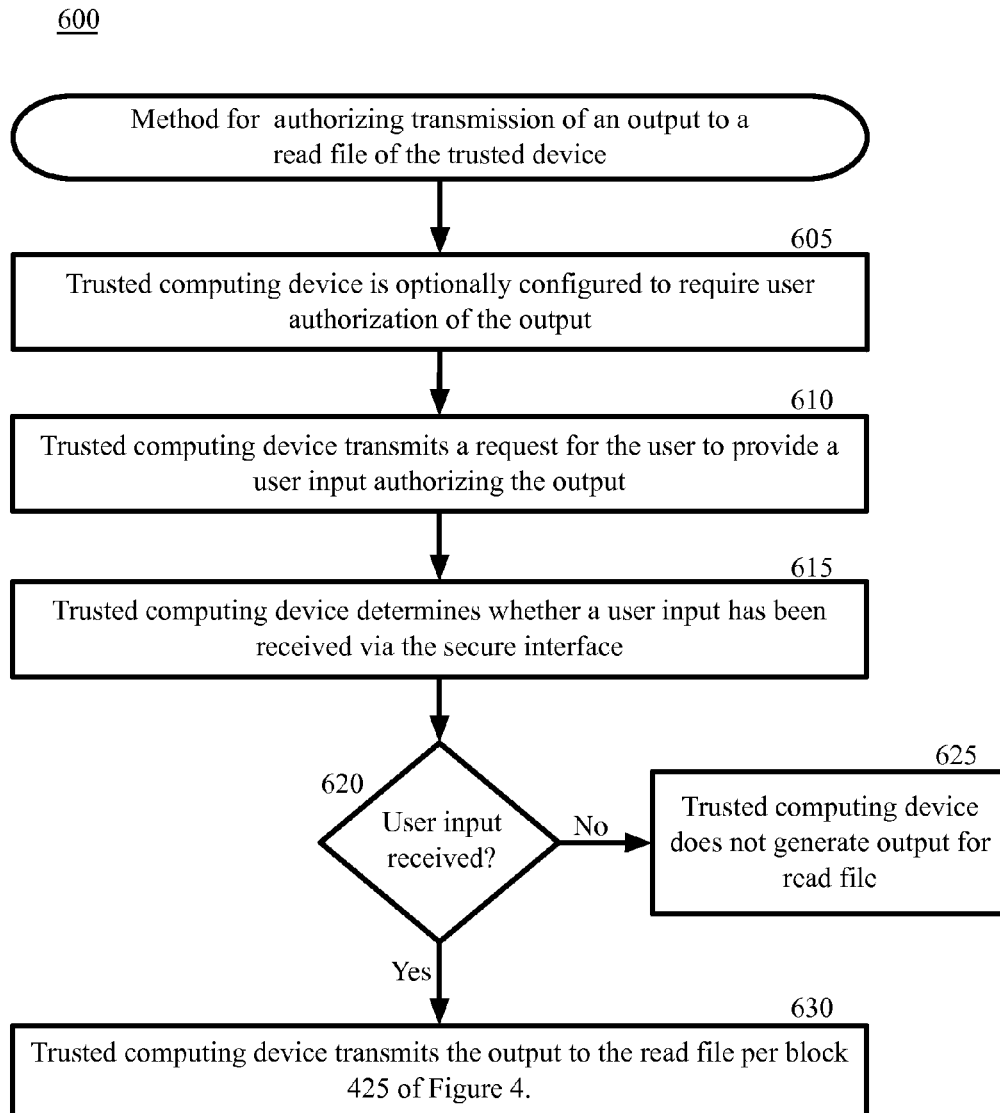 600
Method for authorizing transmission of an output to a
read file of the trusted device
605
Trusted computing device is optionally configured to require user
authorization of the output
610
Trusted computing device transmits a request for the user to provide a
user input authorizing the output
615
Trusted computing device determines whether a user input has been
received via the secure interface
620
User input
received?
No
625
Trusted computing device
does not generate output for
read file
Yes
630
Trusted computing device transmits the output to the read file per block
425 of Figure 4.